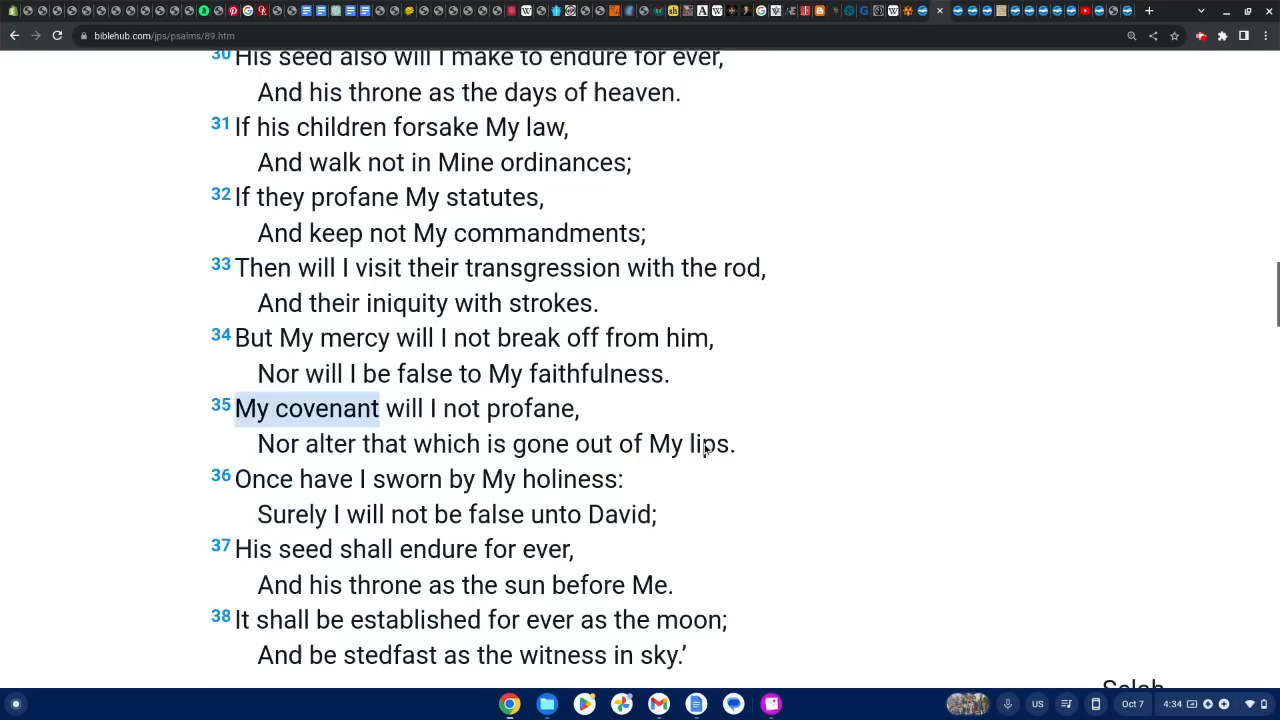 biblehub.com/jps/psalms/89.htm
30 His seed also will I make to endure for ever,
And his throne as the days of heaven.
31 If his children forsake My law,
And walk not in Mine ordinances;
32 If they profane My statutes,
And keep not My commandments;
33 Then will I visit their transgression with the rod,
And their iniquity with strokes.
34 But My mercy will I not break off from him,
Nor will I be false to My faithfulness.
35 My covenant will I not profane,
Nor alter that which is gone out of My lips.
36 Once have I sworn by My holiness:
Surely I will not be false unto David;
37 His seed shall endure for ever,
And his throne as the sun before Me.
38 It shall be established for ever as the moon;
And be stedfast as the witness in sky.’
Selah
US Oct 7 4:34